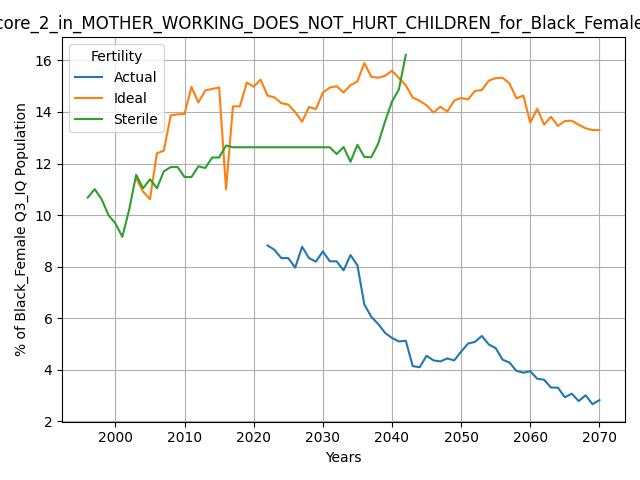 core_2_in_MOTHER_WORKING_DOES_NOT_HURT_CHILDREN_for_Black_Female
Fertility
Actual
Ideal
Sterile
% of Black_Female Q3_IQ Population
16
14
12
10
8
6
4
2
2000 2010 2020 2030 2040 2050 2060 2070
Years